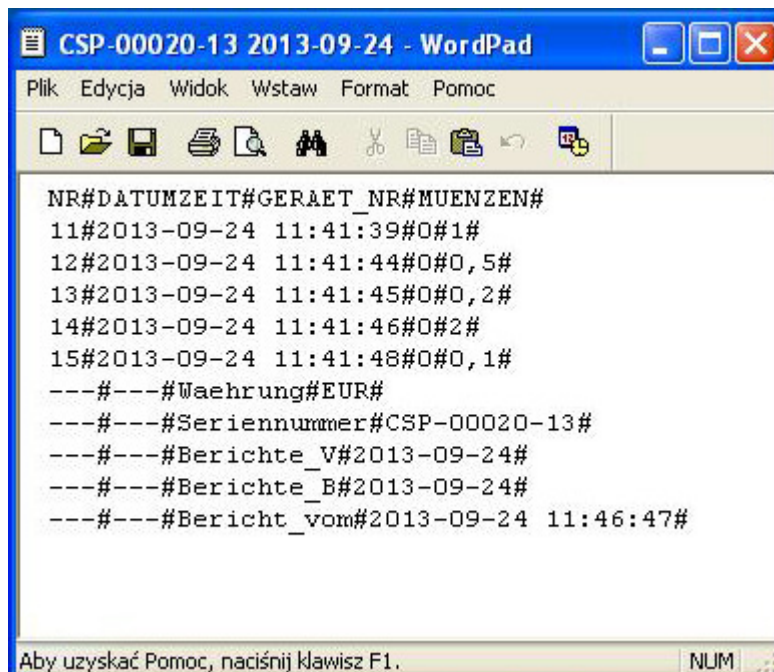 CSP-00020-13 2013-09-24 - WordPad
Plik Edycja Widok Wstaw Format Pomoc
NR#DATUMZEIT#GERAET_NR#MUENZEN#
11#2013-09-24 11:41:39#0#1#
12#2013-09-24 11:41:44#0#0,5#
13#2013-09-24 11:41:45#0#0,2#
14#2013-09-24 11:41:46#0#2#
15#2013-09-24 11:41:48#0#0,1#
---#---#Waehrung#EUR#
---#---#Seriennummer#CSP-00020-13#
---#---#Berichte_V#2013-09-24#
---#---#Berichte_B#2013-09-24#
---#---#Bericht_vom#2013-09-24 11:46:47#
Aby uzyskać Pomoc, naciśnij klawisz F1. NUM